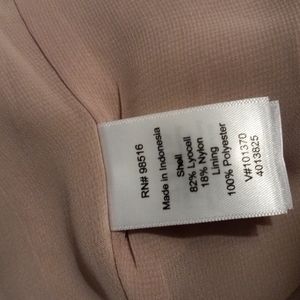 RN# 98516
Made in Indonesia
Shell
82% Lyocell
18% Nylon
Lining
100% Polyester
V#101370
4013825